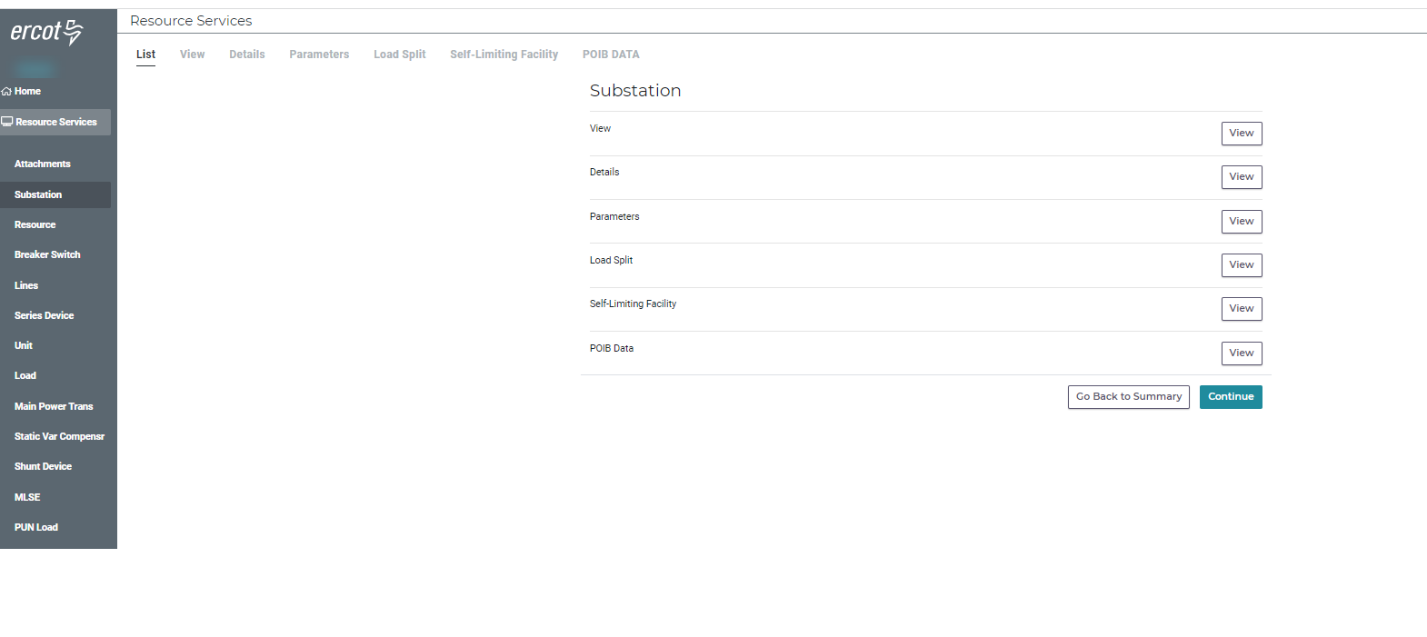 ercot
Resource Services
List View Details Parameters Load Split Self-Limiting Facility POIB DATA
Home
Resource Services
Attachments
Substation
Resource
Breaker Switch
Lines
Series Device
Unit
Load
Main Power Trans
Static Var Compensr
Shunt Device
MLSE
PUN Load
Substation
View View
Details View
Parameters View
Load Split View
Self-Limiting Facility View
POIB Data View
Go Back to Summary Continue